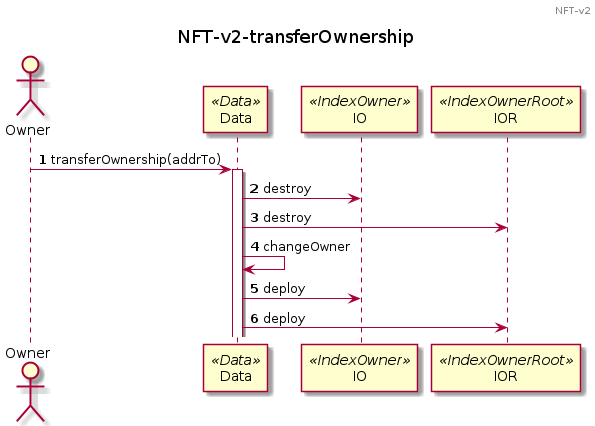 NFT-v2
NFT-v2-transferOwnership
Owner
«Data»
Data
«IndexOwner»
IO
«IndexOwnerRoot»
IOR
1 transferOwnership(addrTo)
2 destroy
3 destroy
4 changeOwner
5 deploy
6 deploy
Owner
«Data»
Data
«IndexOwner»
IO
«IndexOwnerRoot»
IOR